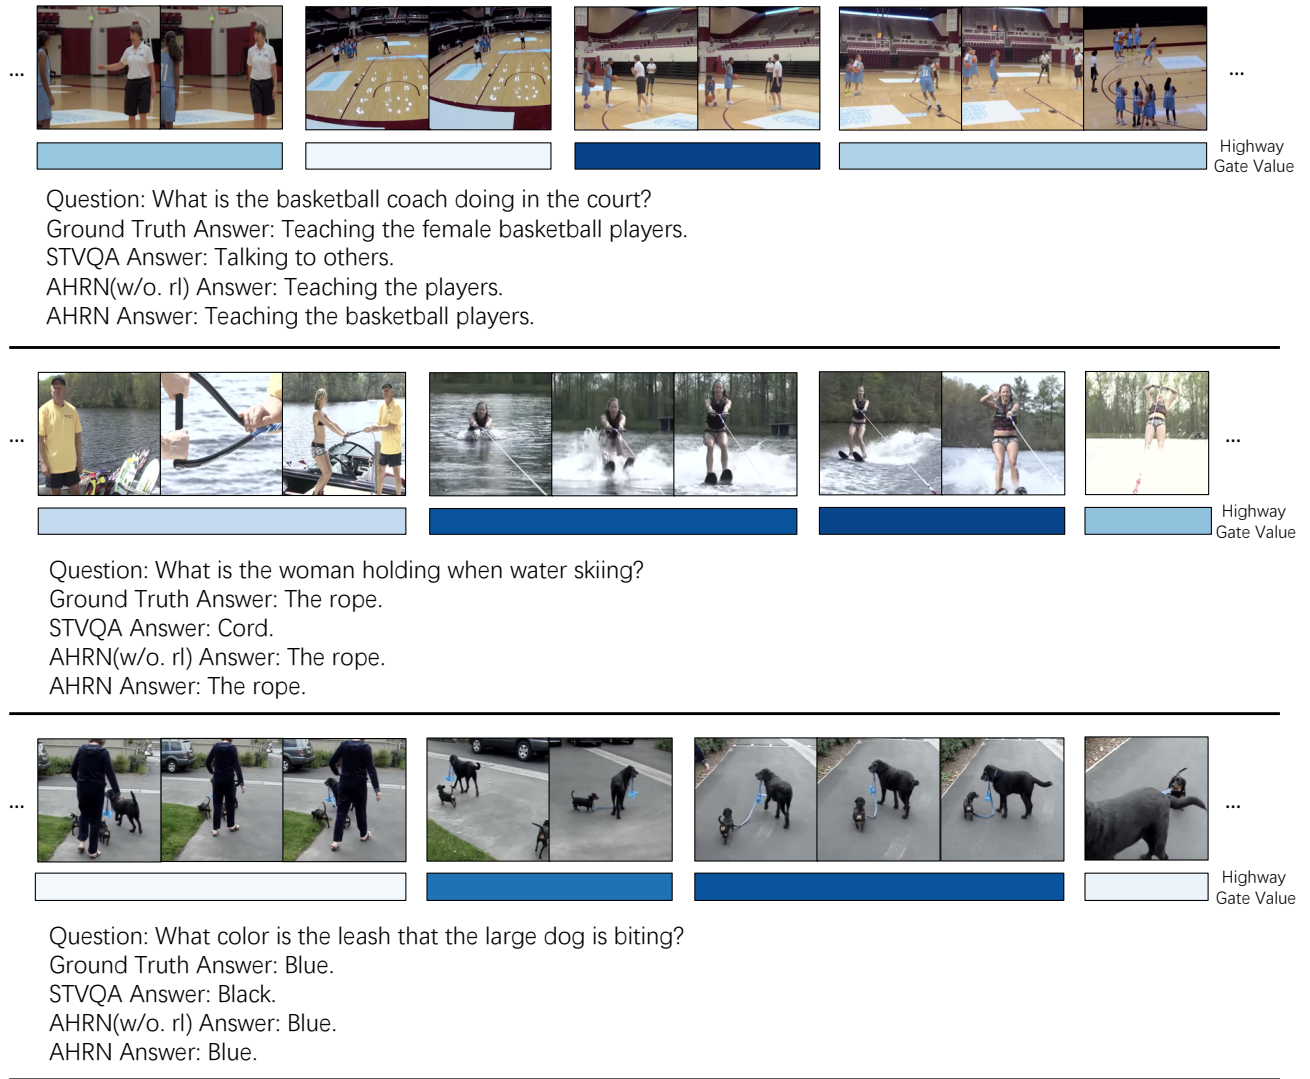 ... ...
Highway
Gate Value
Question: What is the basketball coach doing in the court?
Ground Truth Answer: Teaching the female basketball players.
STVQA Answer: Talking to others.
AHRN(w/o. rl) Answer: Teaching the players.
AHRN Answer: Teaching the basketball players.
... ...
Highway
Gate Value
Question: What is the woman holding when water skiing?
Ground Truth Answer: The rope.
STVQA Answer: Cord.
AHRN(w/o. rl) Answer: The rope.
AHRN Answer: The rope.
... ...
Highway
Gate Value
Question: What color is the leash that the large dog is biting?
Ground Truth Answer: Blue.
STVQA Answer: Black.
AHRN(w/o. rl) Answer: Blue.
AHRN Answer: Blue.